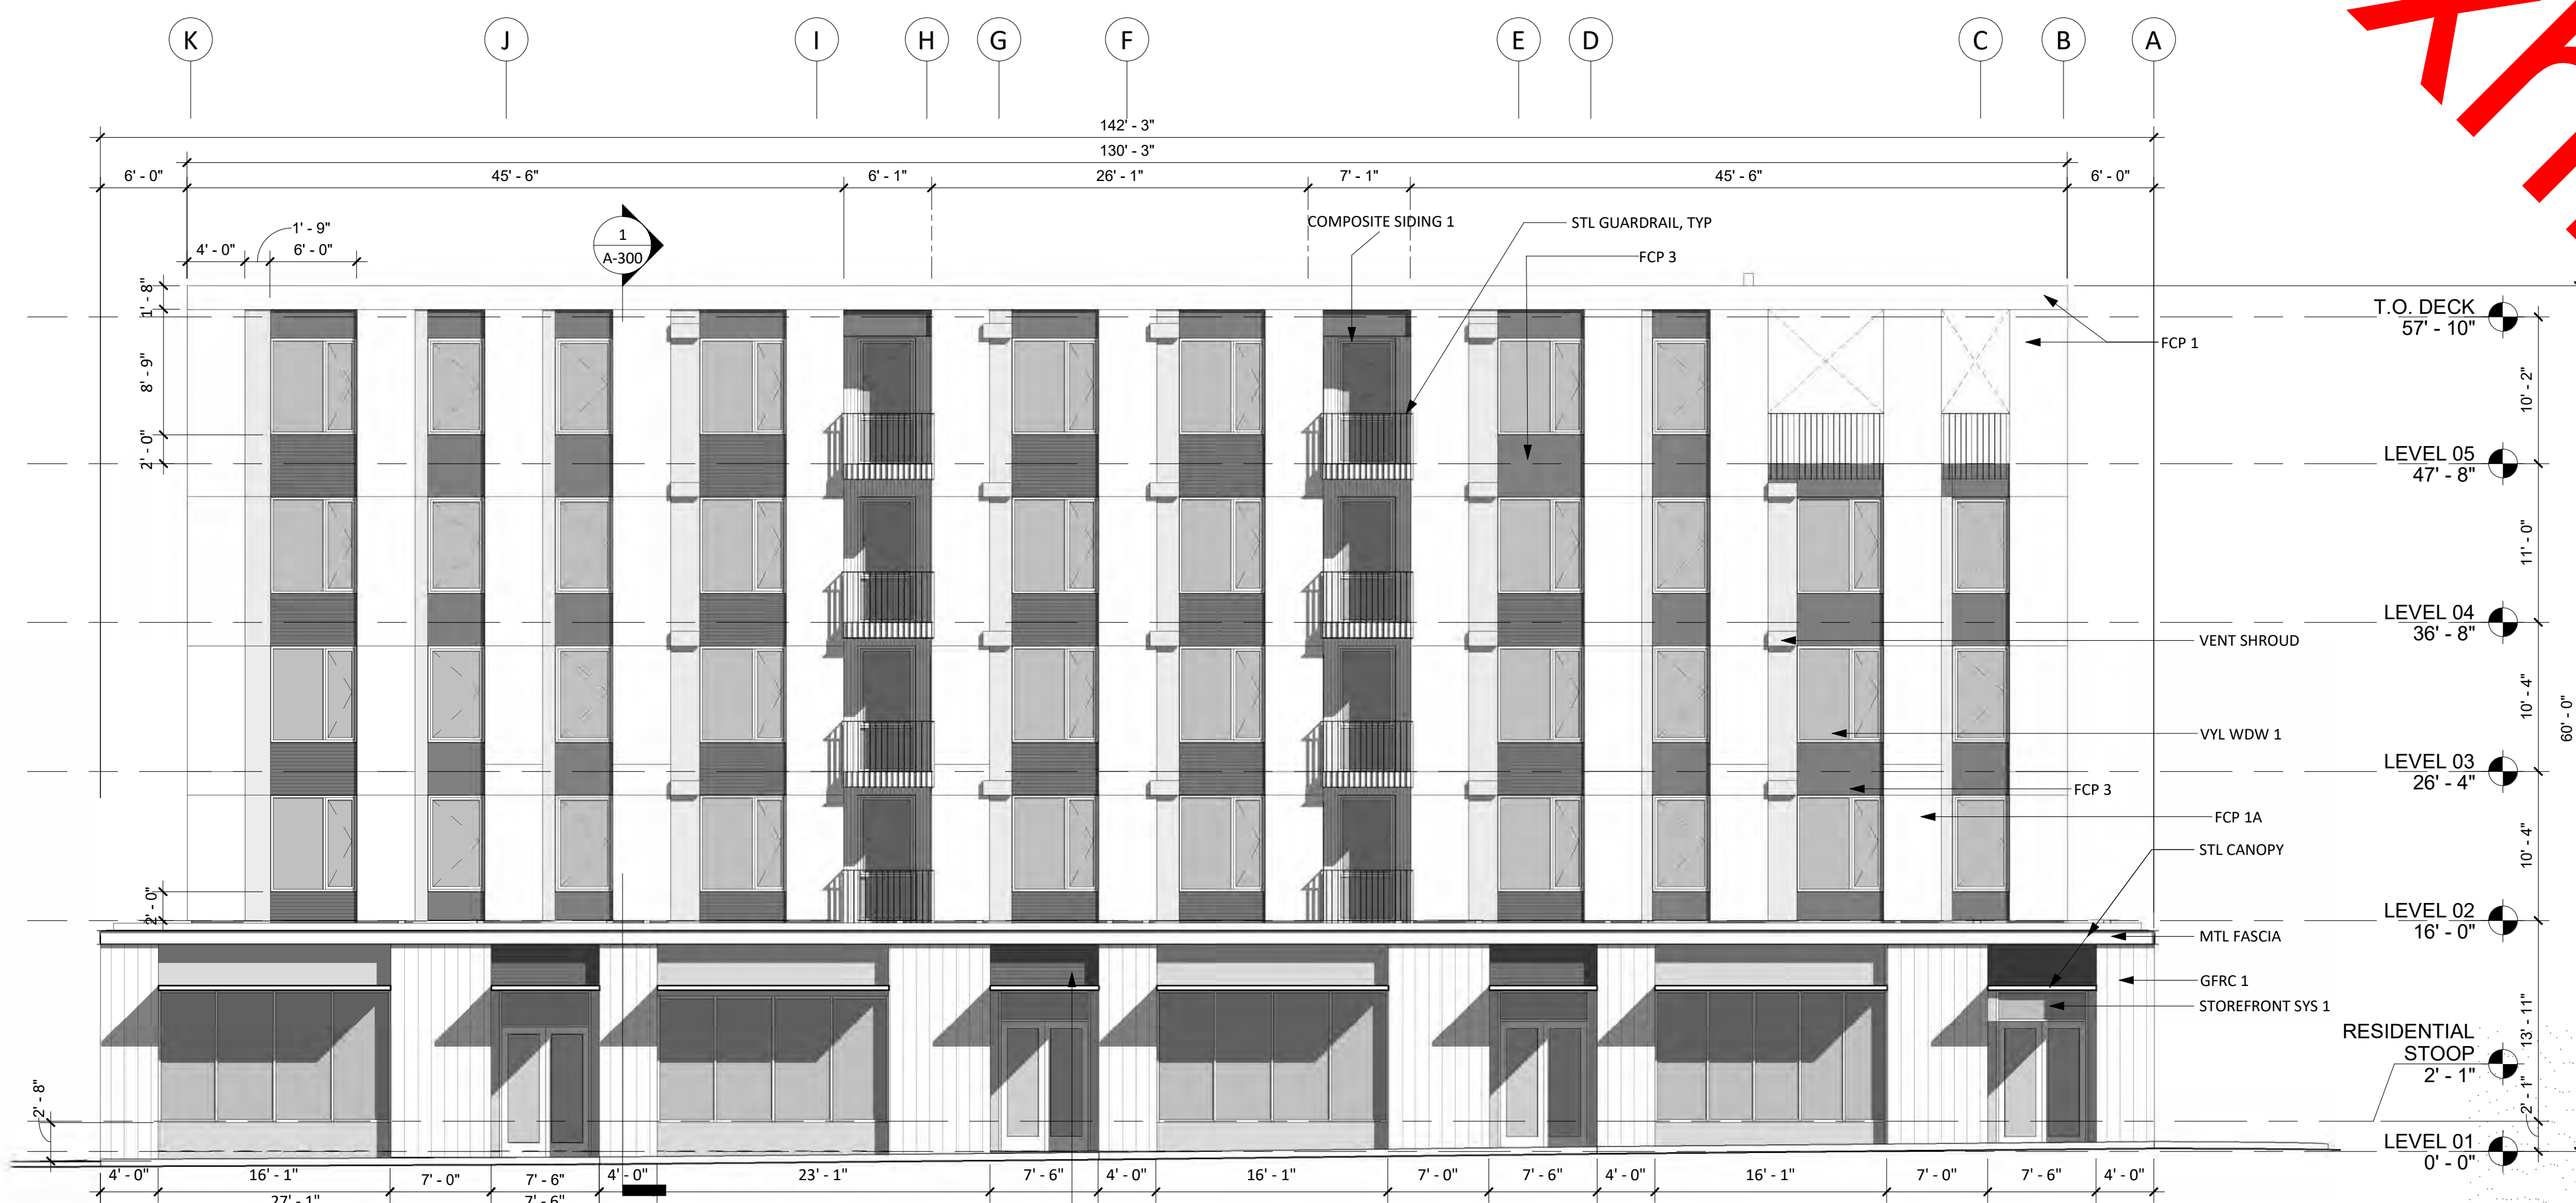 K J I H G F E D C B A
142' - 3"
130' - 3"
6' - 0" 45' - 6" 6' - 1" 26' - 1" 7' - 1" 45' - 6" 6' - 0"
1' - 9"
4' - 0" 6' - 0"
1
A-300
COMPOSITE SIDING 1
STL GUARDRAIL, TYP
FCP 3
1' - 8"
8' - 9"
2' - 0"
2' - 0"
2' - 8"
FCP 1
VENT SHROUD
VYL WDW 1
FCP 3
FCP 1A
STL CANOPY
MTL FASCIA
GFRC 1
STOREFRONT SYS 1
T.O. DECK
57' - 10"
10' - 2"
LEVEL 05
47' - 8"
11' - 0"
LEVEL 04
36' - 8"
10' - 4"
60' - 0"
LEVEL 03
26' - 4"
10' - 4"
LEVEL 02
16' - 0"
13' - 11"
RESIDENTIAL
STOOP
2' - 1"
2' - 1"
LEVEL 01
0' - 0"
4' - 0" 16' - 1" 7' - 0" 7' - 6" 4' - 0" 23' - 1" 7' - 6" 4' - 0" 16' - 1" 7' - 0" 7' - 6" 4' - 0" 16' - 1" 7' - 0" 7' - 6" 4' - 0"
27' - 1" 7' - 6"